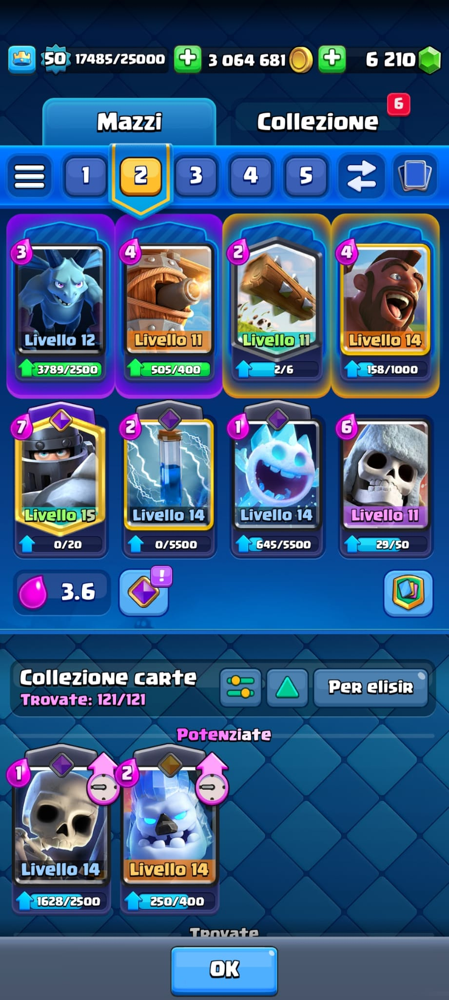 50 17485/25000 3 064 681 6 210
Mazzi
Collezione 6
1 2 3 4 5
3 4 2 4
Livello 12 Livello 11 Livello 11 Livello 14
3789/2500 505/400 2/6 158/1000
7 2 1 6
Livello 15 Livello 14 Livello 14 Livello 11
0/20 0/5500 645/5500 29/50
3.6 !
Collezione carte
Trovate: 121/121
Per elisir
Potenziate
1 2
Livello 14 Livello 14
1628/2500 250/400
Trovate
OK